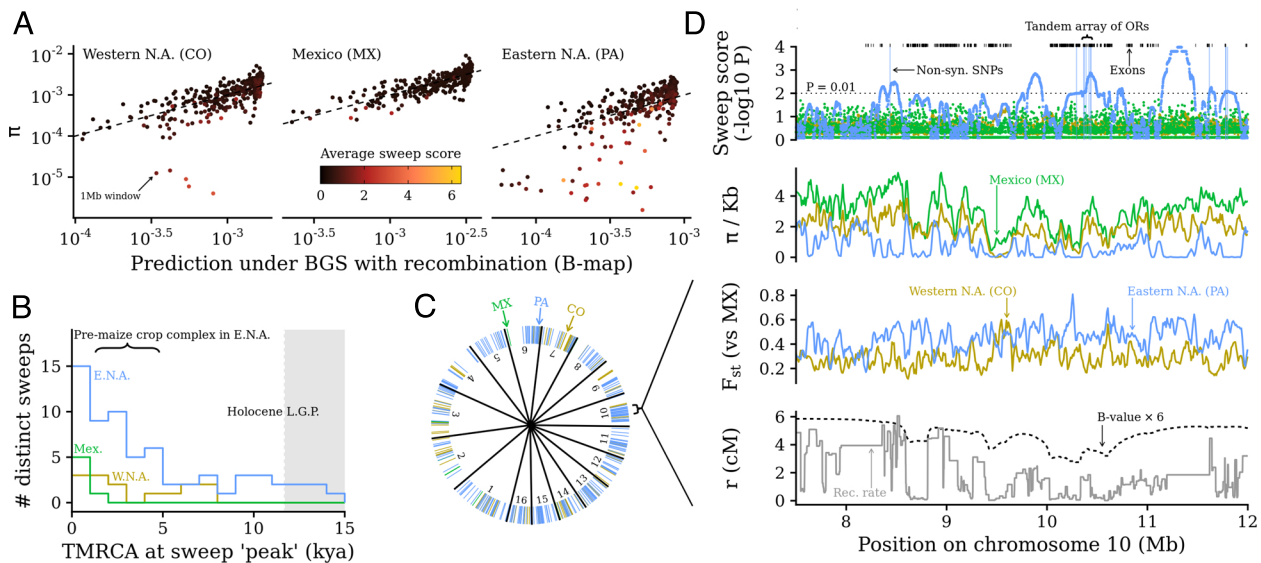 A
Western N.A. (CO)
Mexico (MX)
Eastern N.A. (PA)
10⁻²
10⁻³
10⁻⁴
10⁻⁵
π
Average sweep score
0 2 4 6
1Mb window
10⁻⁴ 10⁻³·⁵ 10⁻³
10⁻³·⁵ 10⁻³ 10⁻²·⁵
10⁻⁴ 10⁻³·⁵ 10⁻³
Prediction under BGS with recombination (B-map)
B
Pre-maize crop complex in E.N.A.
E.N.A.
Holocene L.G.P.
Mex.
W.N.A.
# distinct sweeps
15
10
5
0
0 5 10 15
TMRCA at sweep 'peak' (kya)
C
MX
PA
CO
1
2
3
4
5
6
7
8
9
10
11
12
13
14
15
16
D
Tandem array of ORs
Non-syn. SNPs
Exons
P = 0.01
Sweep score
(-log10 P)
4
3
2
1
0
Mexico (MX)
π / Kb
4
2
0
Western N.A. (CO)
Eastern N.A. (PA)
Fst (vs MX)
0.8
0.6
0.4
0.2
B-value × 6
Rec. rate
r (cM)
6
4
2
0
8 9 10 11 12
Position on chromosome 10 (Mb)